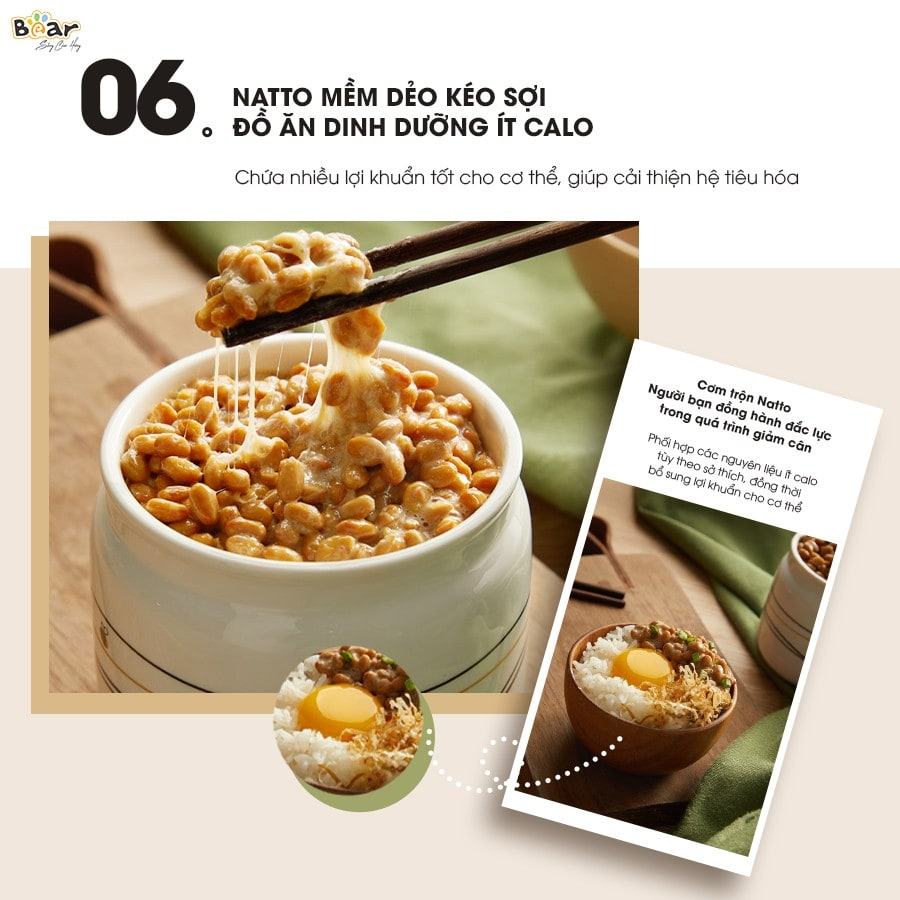 Bear
Sống Cân Bằng
06.
NATTO MỀM DẺO KÉO SỢI
ĐỒ ĂN DINH DƯỠNG ÍT CALO
Chứa nhiều lợi khuẩn tốt cho cơ thể, giúp cải thiện hệ tiêu hóa
Cơm trộn Natto
Người bạn đồng hành đắc lực
trong quá trình giảm cân
Phối hợp các nguyên liệu ít calo
tùy theo sở thích, đồng thời
bổ sung lợi khuẩn cho cơ thể